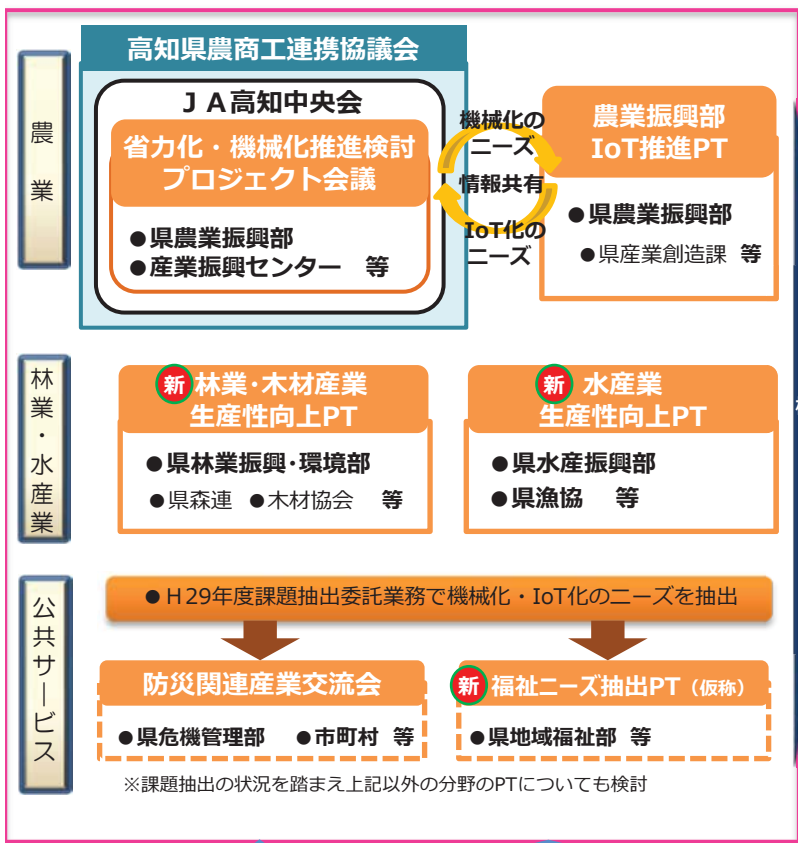 農業
高知県農商工連携協議会
ＪＡ高知中央会
省力化・機械化推進検討
プロジェクト会議
●県農業振興部
●産業振興センター 等
機械化の
ニーズ
情報共有
IoT化の
ニーズ
農業振興部
IoT推進PT
●県農業振興部
●県産業創造課 等
林業・水産業
新 林業・木材産業
生産性向上PT
●県林業振興・環境部
●県森連 ●木材協会 等
新 水産業
生産性向上PT
●県水産振興部
●県漁協 等
公共サービス
●Ｈ29年度課題抽出委託業務で機械化・IoT化のニーズを抽出
防災関連産業交流会
●県危機管理部 ●市町村 等
新 福祉ニーズ抽出PT（仮称）
●県地域福祉部 等
※課題抽出の状況を踏まえ上記以外の分野のPTについても検討